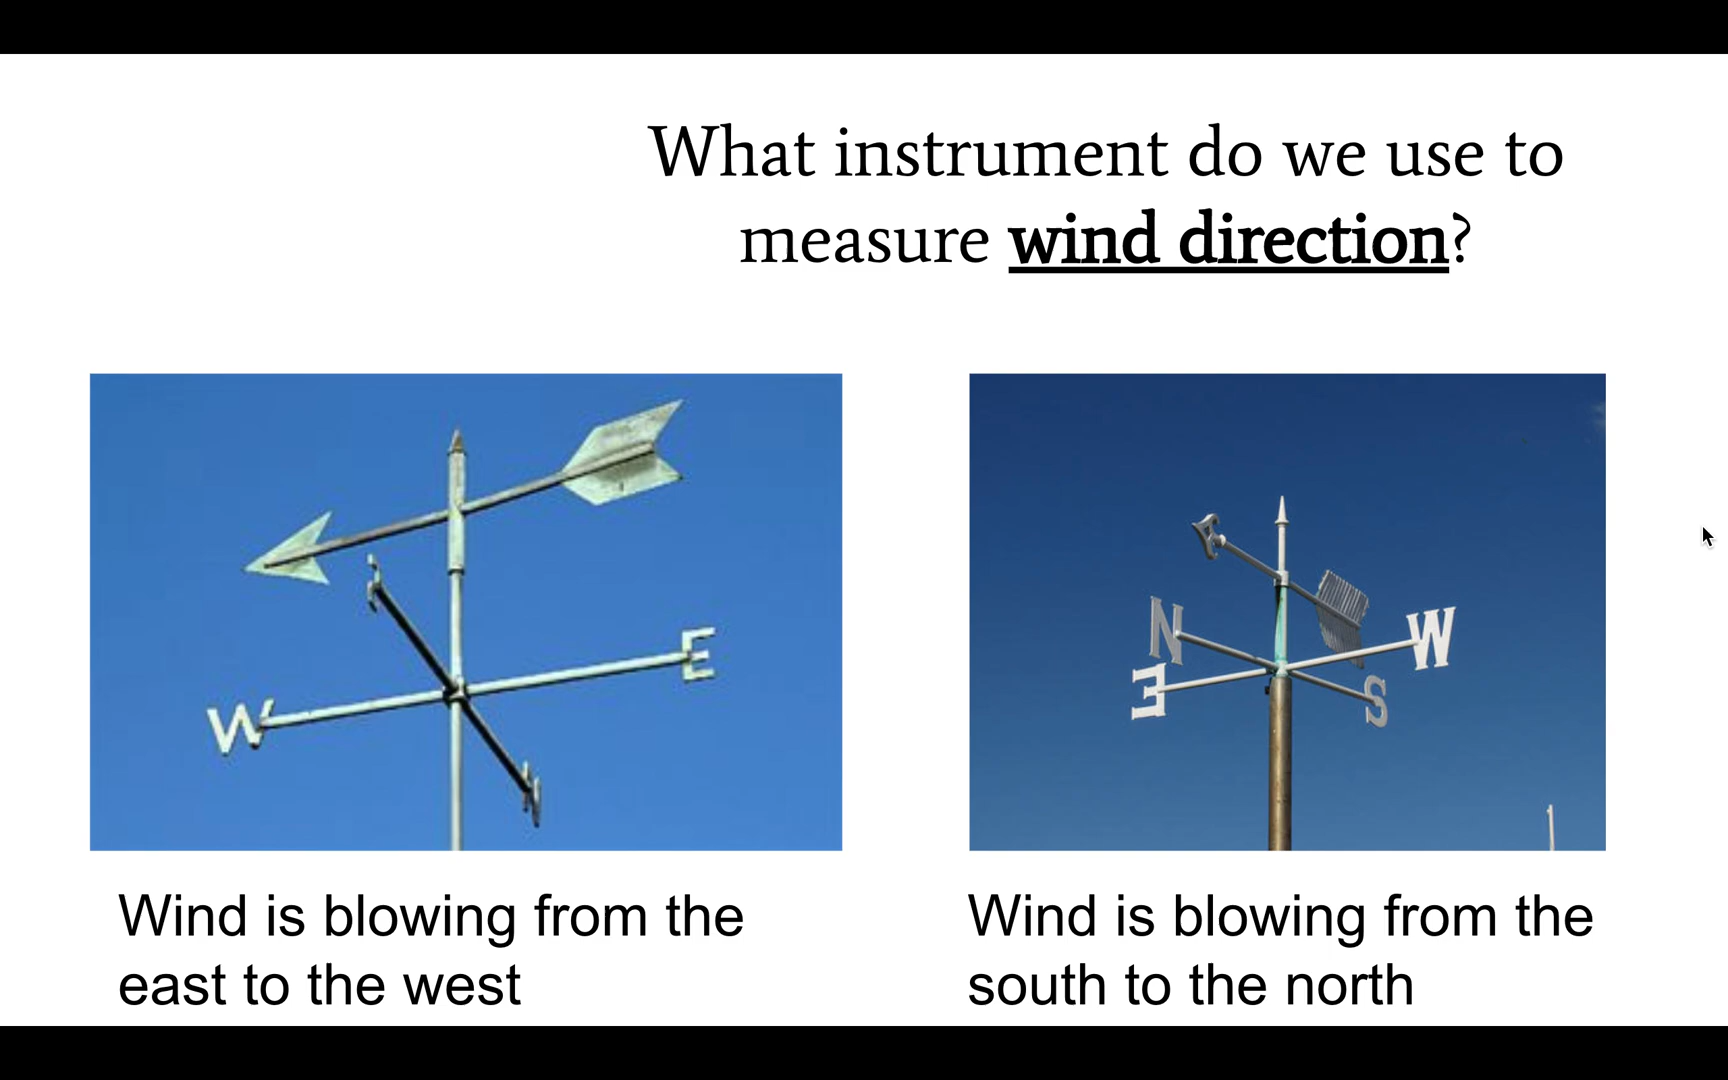 What instrument do we use to
measure wind direction?
E
W
N
W
E
S
Wind is blowing from the
east to the west
Wind is blowing from the
south to the north